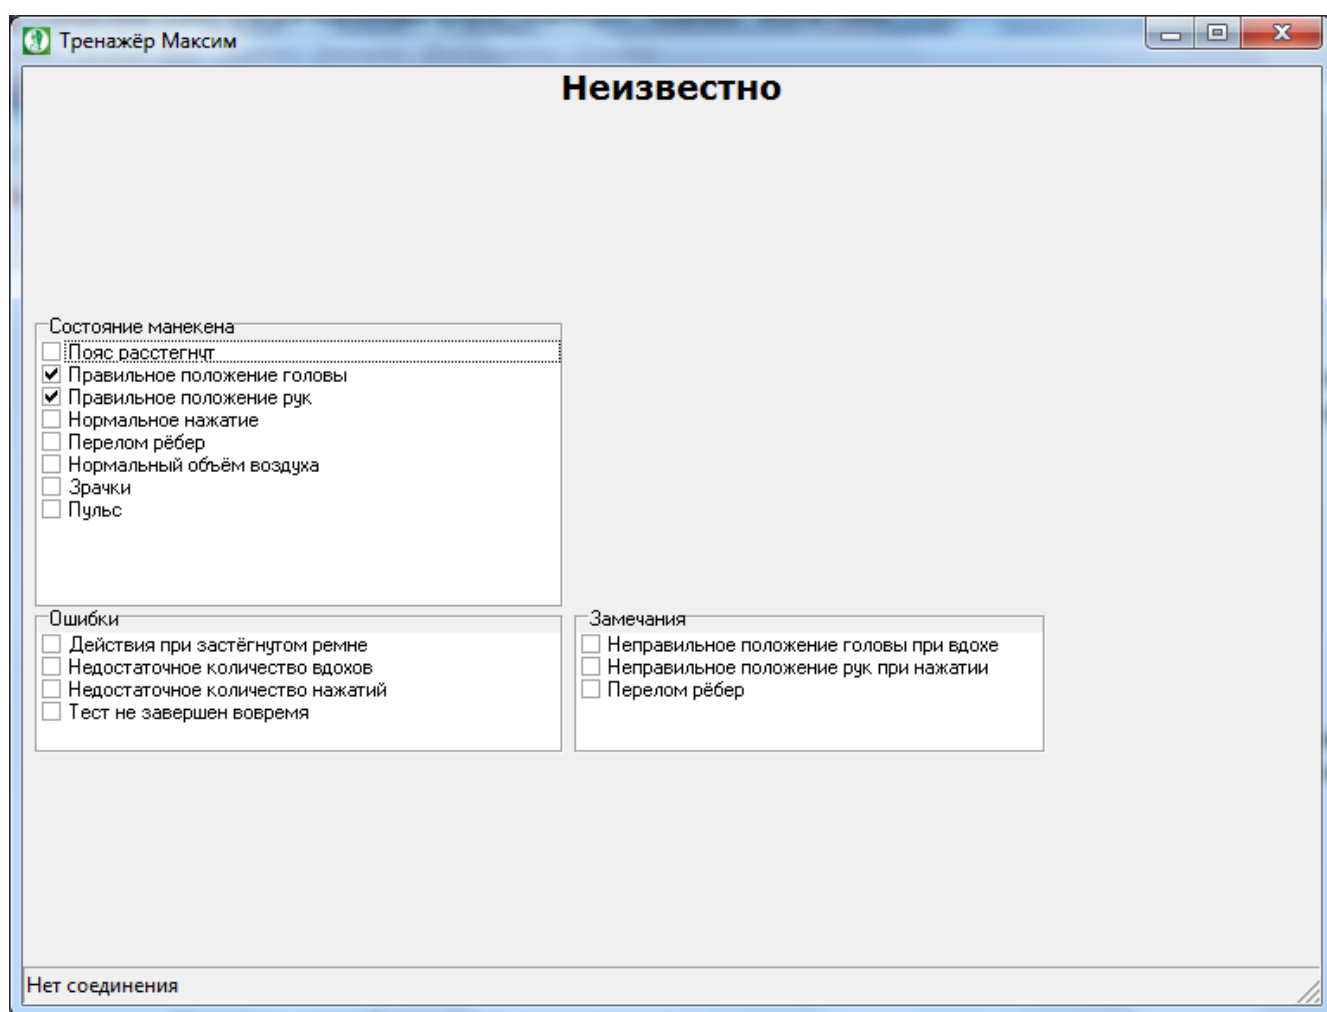 Тренажёр Максим
Неизвестно
Состояние манекена
Пояс расстегнут
Правильное положение головы
Правильное положение рук
Нормальное нажатие
Перелом рёбер
Нормальный объём воздуха
Зрачки
Пульс
Ошибки
Действия при застёгнутом ремне
Недостаточное количество вдохов
Недостаточное количество нажатий
Тест не завершен вовремя
Замечания
Неправильное положение головы при вдохе
Неправильное положение рук при нажатии
Перелом рёбер
Нет соединения